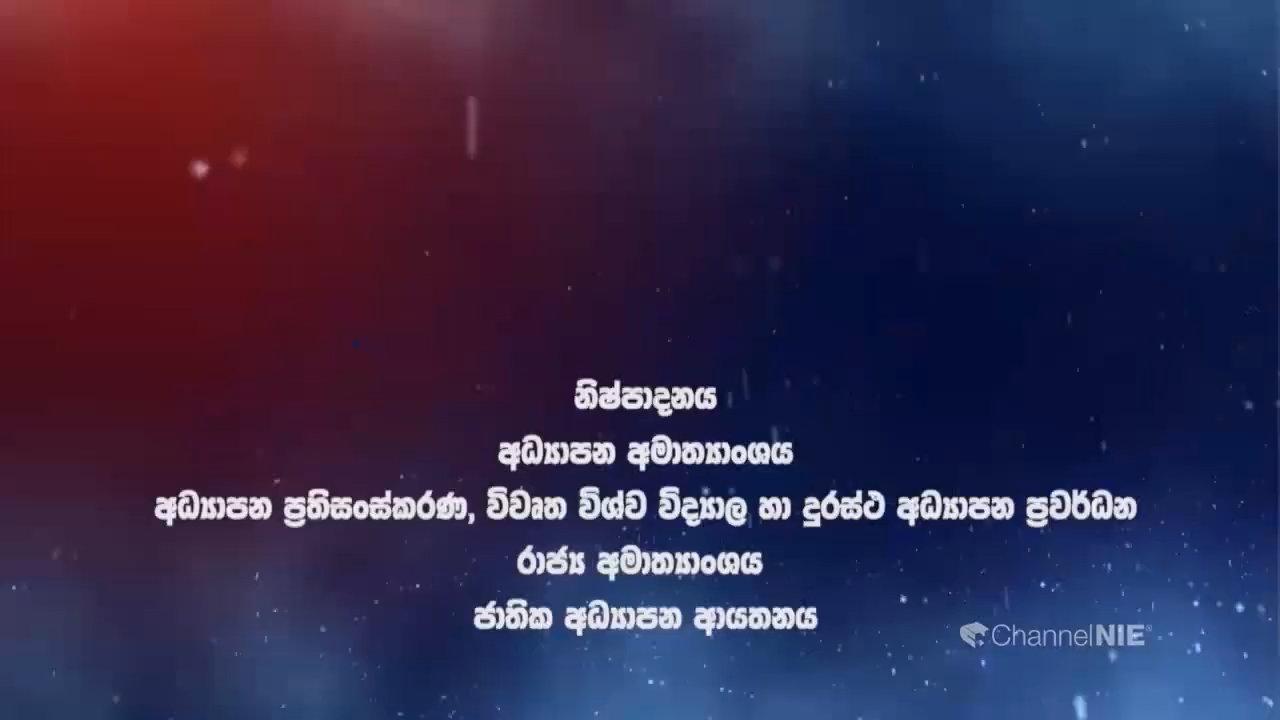 නිෂ්පාදනය
අධ්‍යාපන අමාත්‍යාංශය
අධ්‍යාපන ප්‍රතිසංස්කරණ, විවෘත විශ්ව විද්‍යාල හා දුරස්ථ අධ්‍යාපන ප්‍රවර්ධන
රාජ්‍ය අමාත්‍යාංශය
ජාතික අධ්‍යාපන ආයතනය
ChannelNIE®